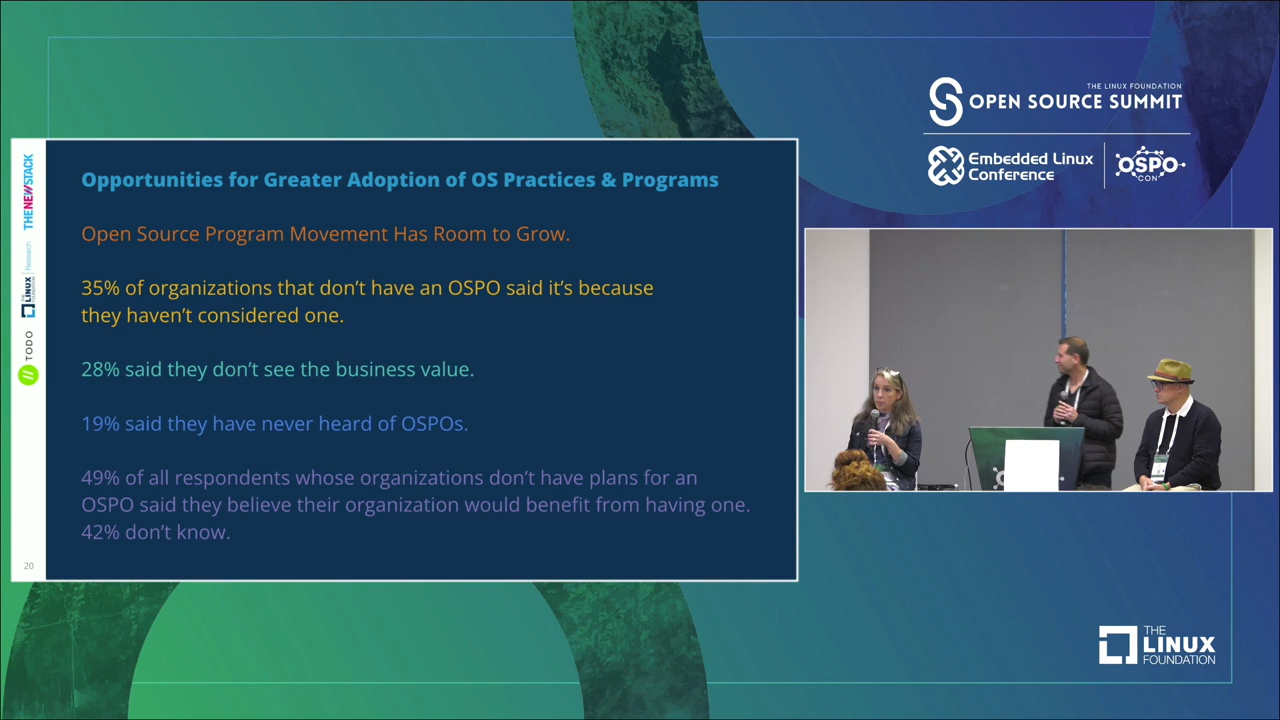 THE LINUX FOUNDATION
OPEN SOURCE SUMMIT
Embedded Linux
Conference
OSPO
CON
THENEWSTACK
THE
LINUX
FOUNDATION
Research
TODO
Opportunities for Greater Adoption of OS Practices & Programs
Open Source Program Movement Has Room to Grow.
35% of organizations that don’t have an OSPO said it’s because
they haven’t considered one.
28% said they don’t see the business value.
19% said they have never heard of OSPOs.
49% of all respondents whose organizations don’t have plans for an
OSPO said they believe their organization would benefit from having one.
42% don’t know.
20
THE
LINUX
FOUNDATION